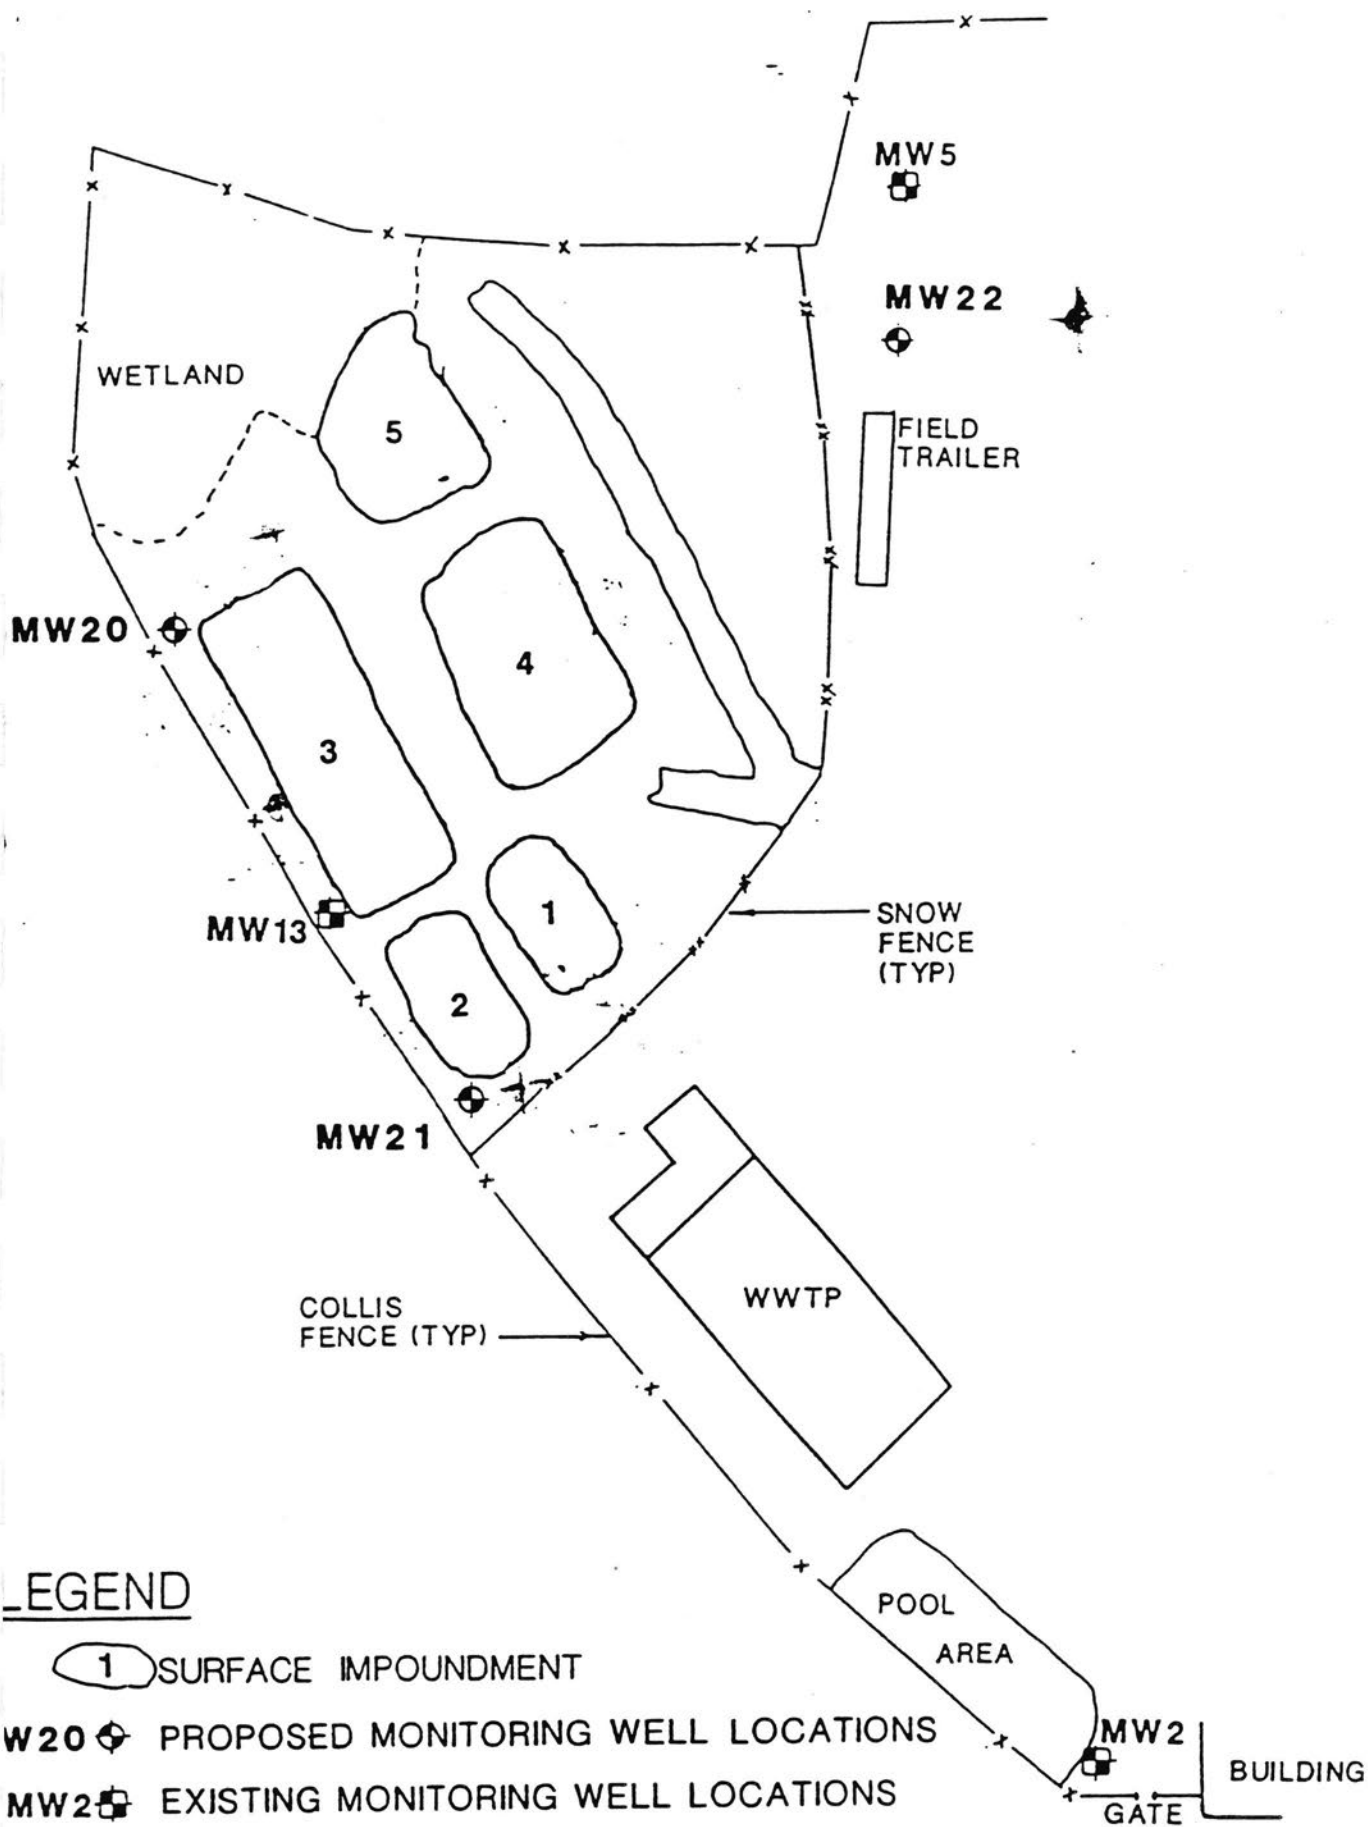 MW5
MW22
WETLAND
FIELD
TRAILER
5
MW20
4
3
1
SNOW
FENCE
(TYP)
MW13
2
MW21
WWTP
COLLIS
FENCE (TYP)
POOL
AREA
LEGEND
1 SURFACE IMPOUNDMENT
W20 PROPOSED MONITORING WELL LOCATIONS
MW2 EXISTING MONITORING WELL LOCATIONS
MW2
BUILDING
GATE